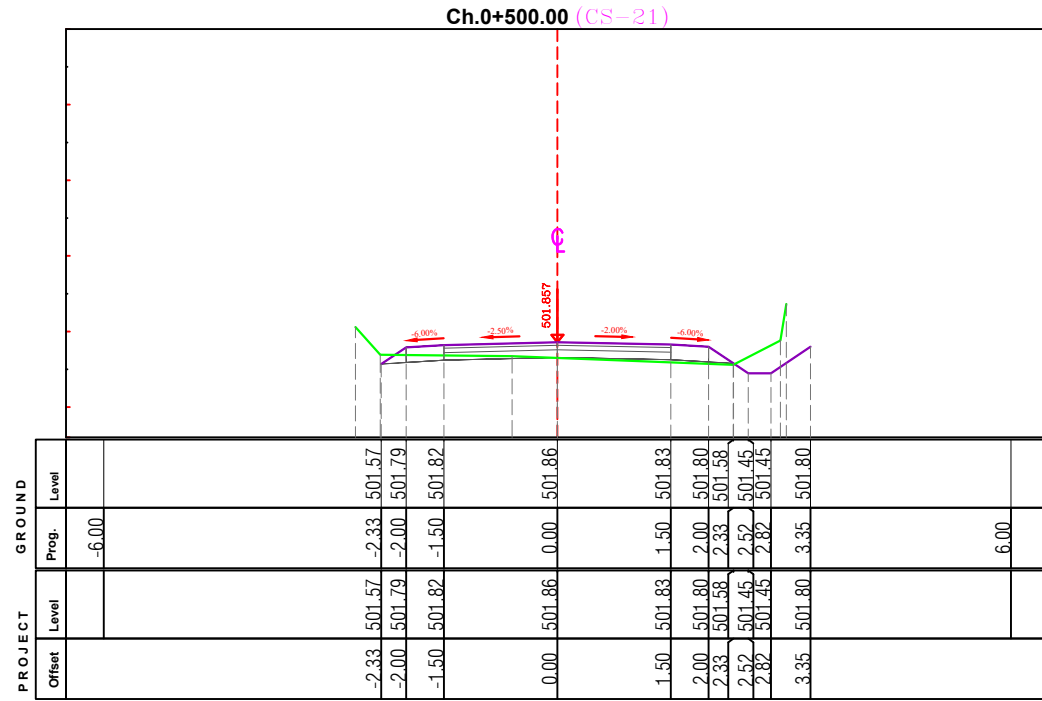 Ch.0+500.00 (CS-21)
℄
501.857
-6.00% -2.50% -2.00% -6.00%
GROUND
Level 501.57 501.79 501.82 501.86 501.83 501.80 501.58 501.45 501.45 501.80
Prog. -6.00 -2.33 -2.00 -1.50 0.00 1.50 2.00 2.33 2.52 2.82 3.35 6.00
PROJECT
Level 501.57 501.79 501.82 501.86 501.83 501.80 501.58 501.45 501.45 501.80
Offset -2.33 -2.00 -1.50 0.00 1.50 2.00 2.33 2.52 2.82 3.35